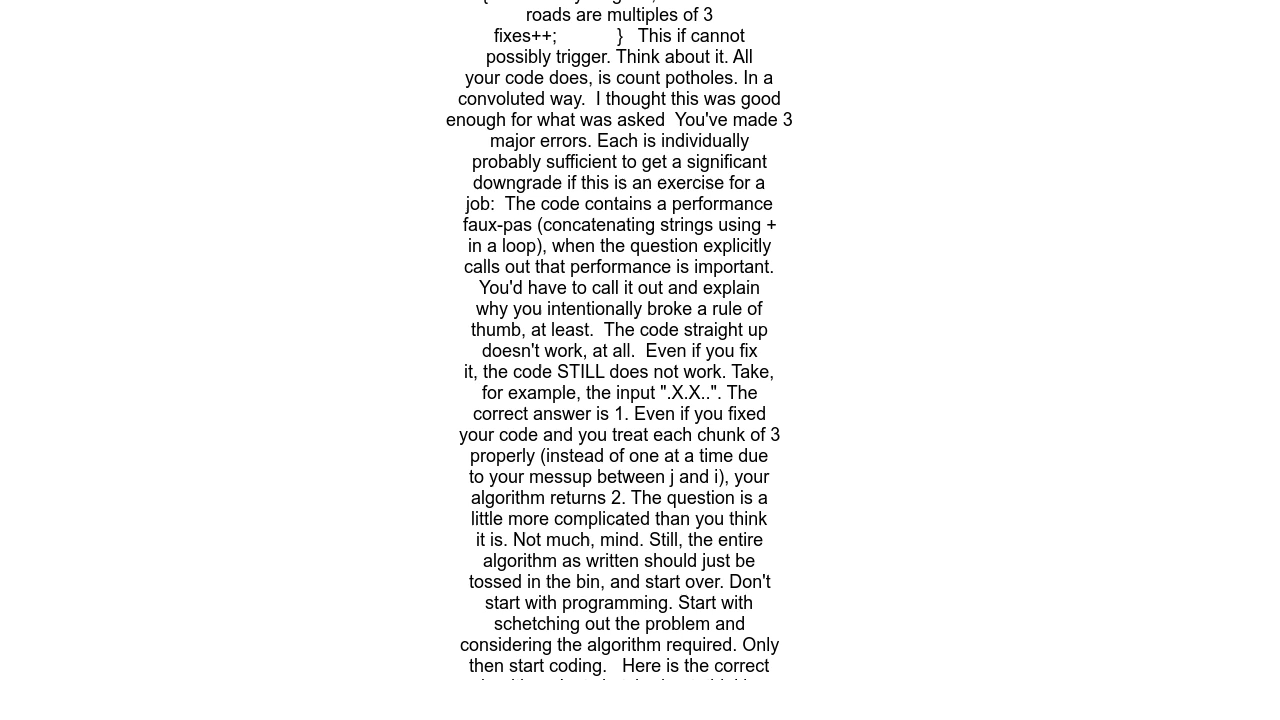 roads are multiples of 3
fixes++;            }   This if cannot
possibly trigger. Think about it. All
your code does, is count potholes. In a
convoluted way.  I thought this was good
enough for what was asked  You've made 3
major errors. Each is individually
probably sufficient to get a significant
downgrade if this is an exercise for a
job:  The code contains a performance
faux-pas (concatenating strings using +
in a loop), when the question explicitly
calls out that performance is important.
You'd have to call it out and explain
why you intentionally broke a rule of
thumb, at least.  The code straight up
doesn't work, at all.  Even if you fix
it, the code STILL does not work. Take,
for example, the input ".X.X..". The
correct answer is 1. Even if you fixed
your code and you treat each chunk of 3
properly (instead of one at a time due
to your messup between j and i), your
algorithm returns 2. The question is a
little more complicated than you think
it is. Not much, mind. Still, the entire
algorithm as written should just be
tossed in the bin, and start over. Don't
start with programming. Start with
schetching out the problem and
considering the algorithm required. Only
then start coding.   Here is the correct